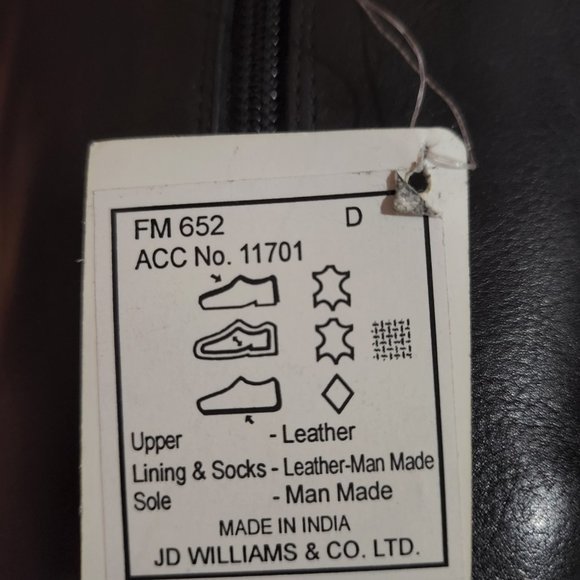 FM 652 D
ACC No. 11701
Upper - Leather
Lining & Socks - Leather-Man Made
Sole - Man Made
MADE IN INDIA
JD WILLIAMS & CO. LTD.